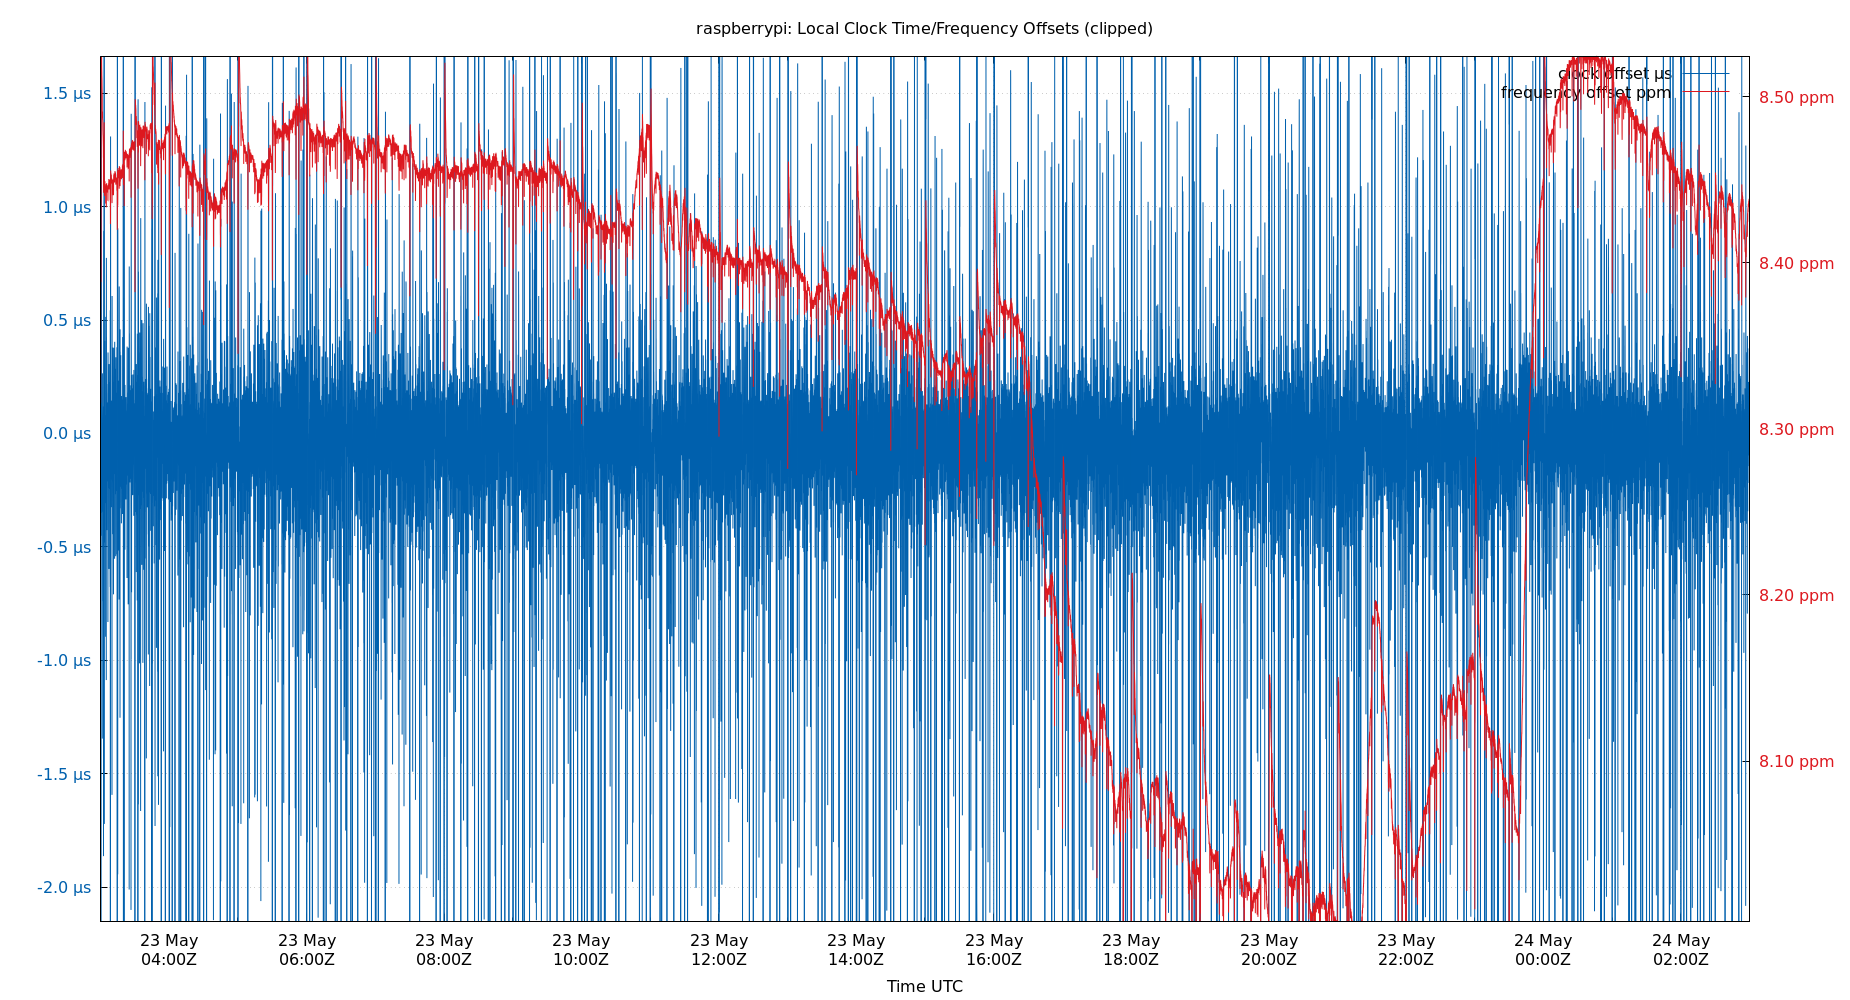 raspberrypi: Local Clock Time/Frequency Offsets (clipped)
clock offset µs
frequency offset ppm
1.5 µs
1.0 µs
0.5 µs
0.0 µs
-0.5 µs
-1.0 µs
-1.5 µs
-2.0 µs
8.50 ppm
8.40 ppm
8.30 ppm
8.20 ppm
8.10 ppm
23 May 23 May 23 May 23 May 23 May 23 May 23 May 23 May 23 May 23 May 24 May 24 May
04:00Z 06:00Z 08:00Z 10:00Z 12:00Z 14:00Z 16:00Z 18:00Z 20:00Z 22:00Z 00:00Z 02:00Z
Time UTC